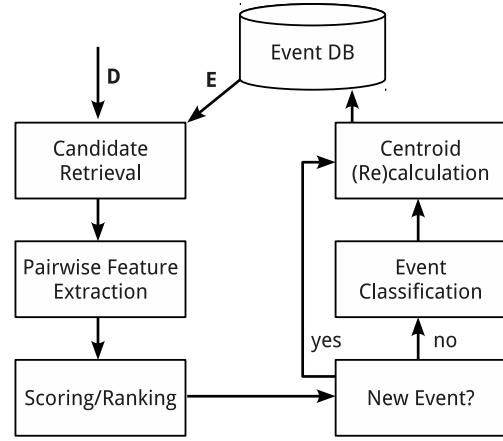 Event DB
D
E
Candidate
Retrieval
Centroid
(Re)calculation
Pairwise Feature
Extraction
Event
Classification
yes
no
Scoring/Ranking
New Event?